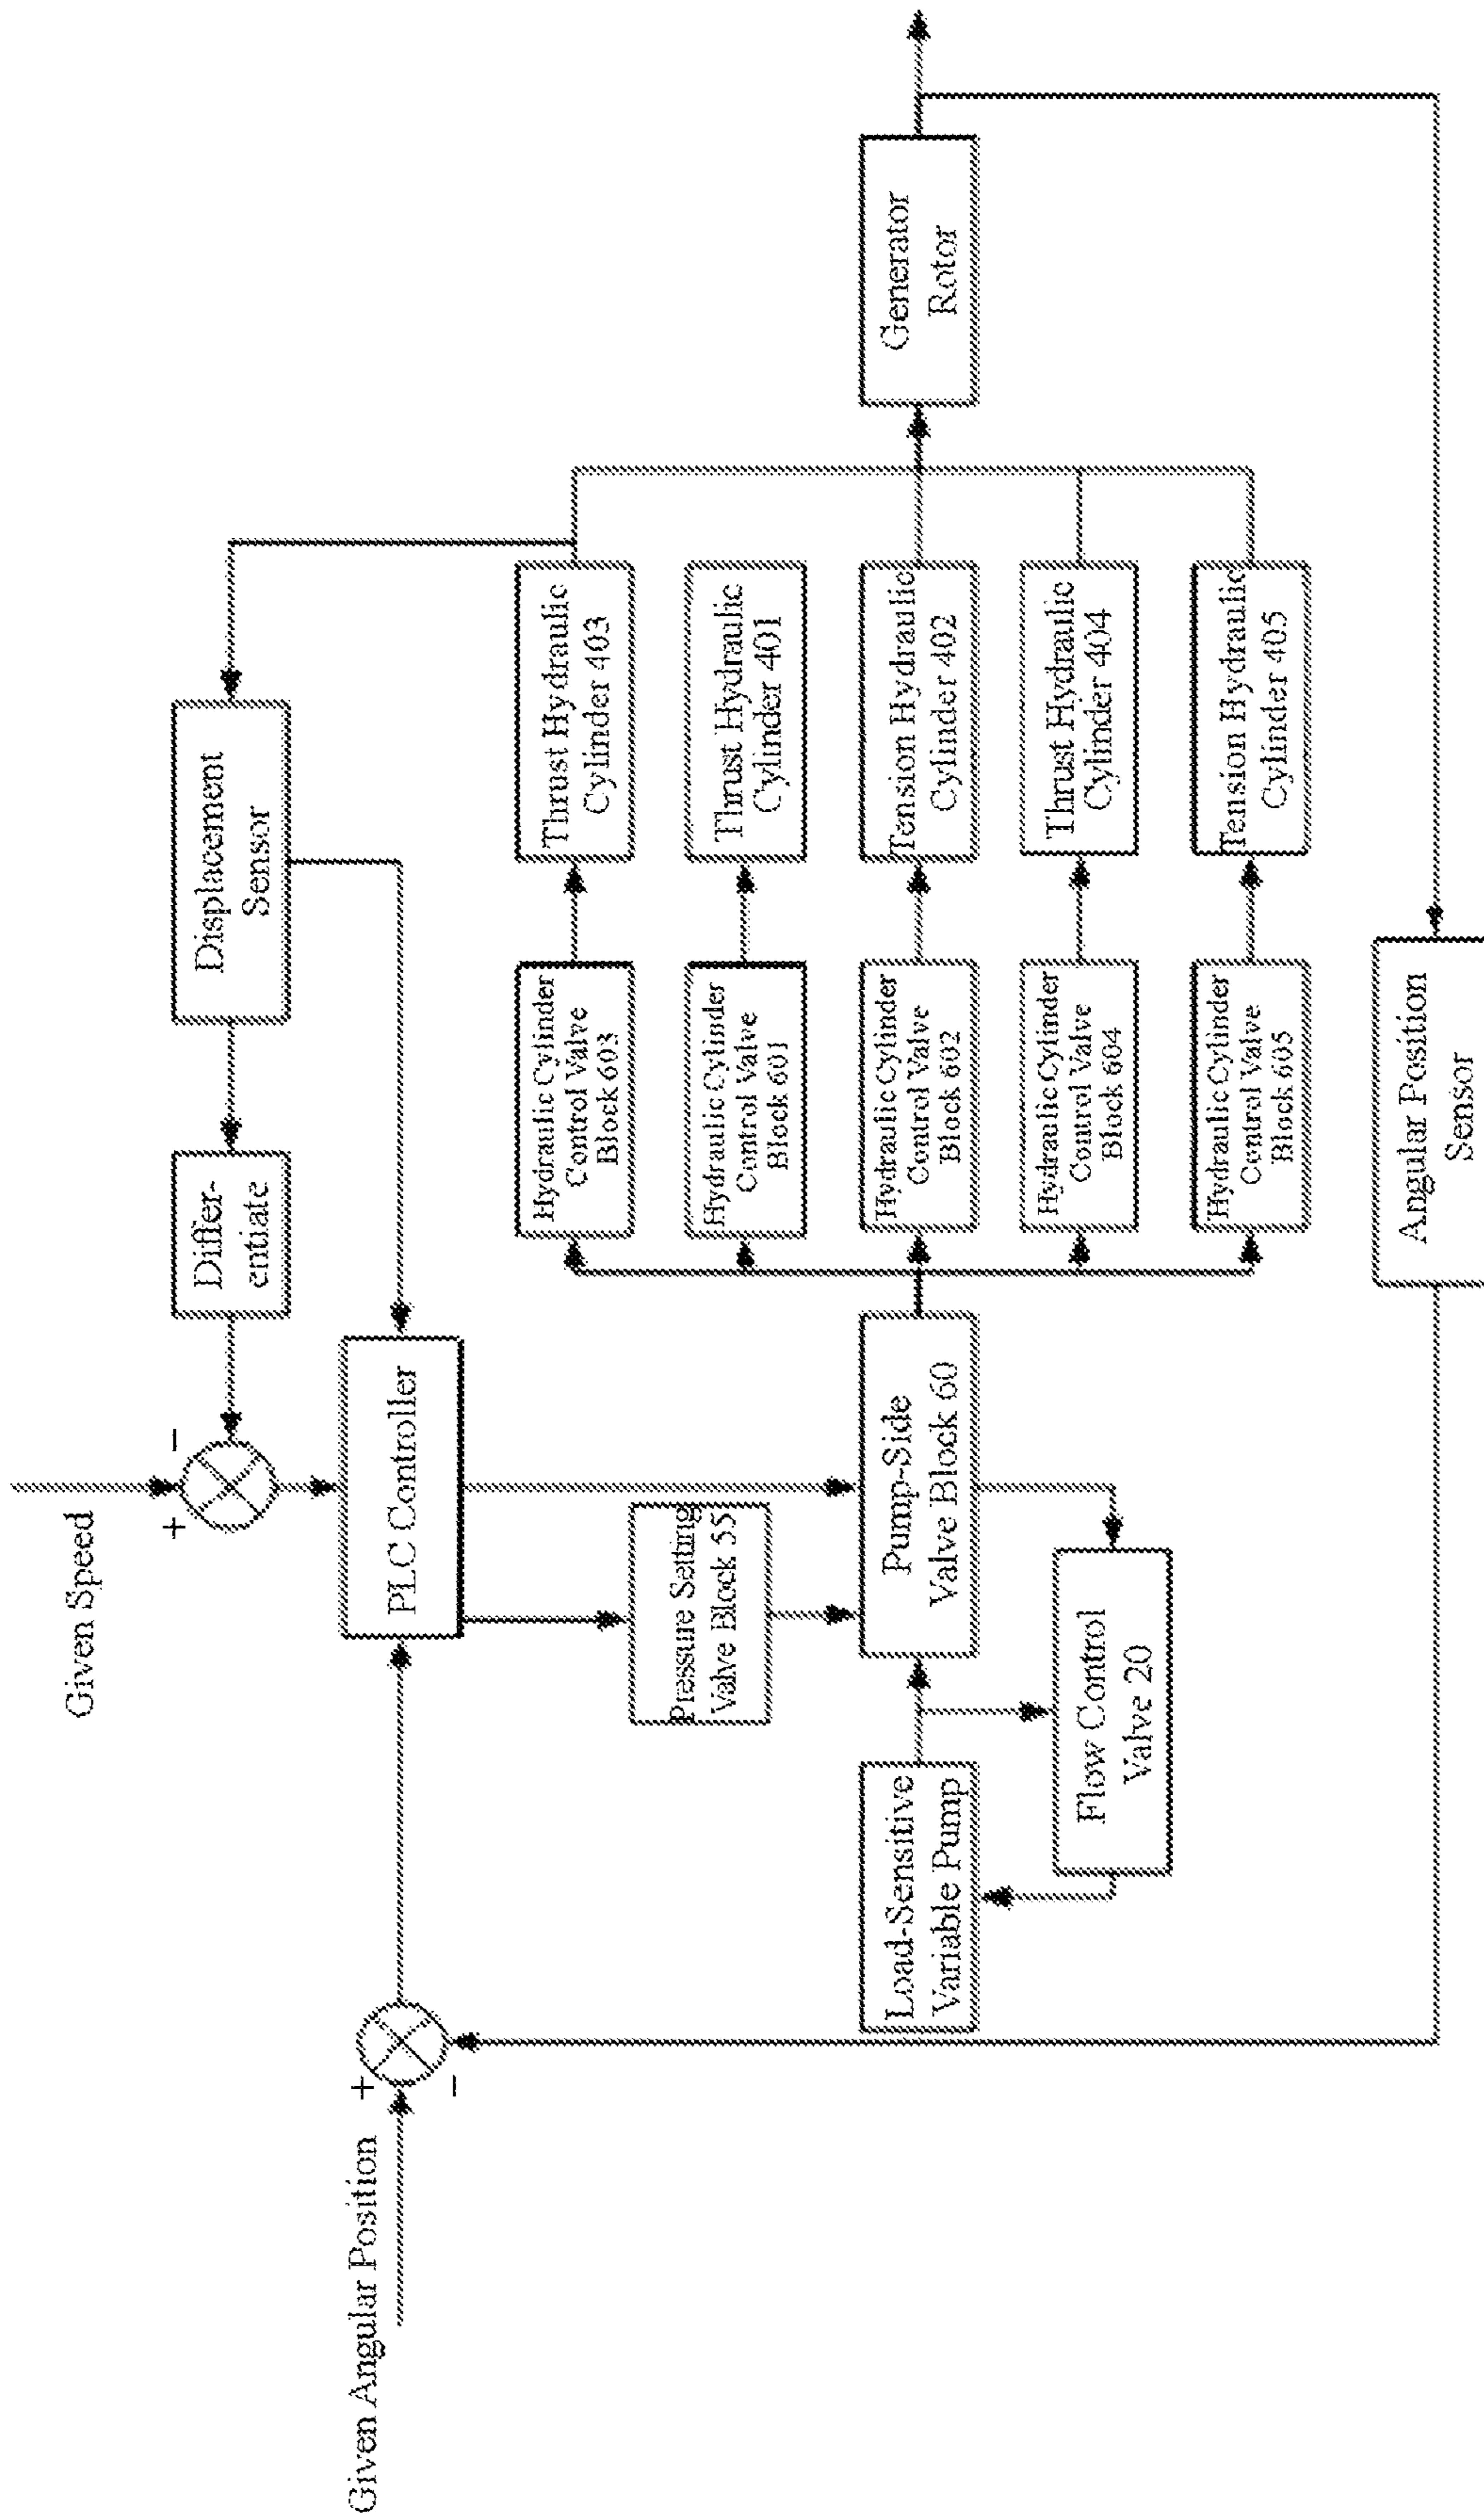 Given Speed
+
−
Differ-
entiate
Displacement
Sensor
Given Angular Position
+
−
PLC Controller
Pressure Setting
Valve Block 55
Load-Sensitive
Variable Pump
Pump-Side
Valve Block 60
Flow Control
Valve 20
Hydraulic Cylinder
Control Valve
Block 603
Thrust Hydraulic
Cylinder 403
Hydraulic Cylinder
Control Valve
Block 601
Thrust Hydraulic
Cylinder 401
Hydraulic Cylinder
Control Valve
Block 602
Tension Hydraulic
Cylinder 402
Hydraulic Cylinder
Control Valve
Block 604
Thrust Hydraulic
Cylinder 404
Hydraulic Cylinder
Control Valve
Block 605
Tension Hydraulic
Cylinder 405
Generator
Rotor
Angular Position
Sensor